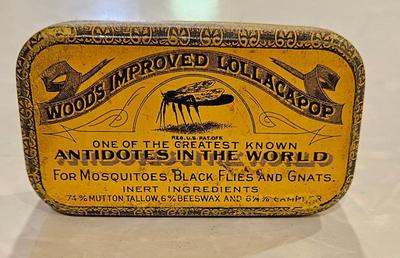 WOOD'S IMPROVED LOLLACAPOP
REG. U.S. PAT. OFF.
ONE OF THE GREATEST KNOWN
ANTIDOTES IN THE WORLD
FOR MOSQUITOES, BLACK FLIES AND GNATS.
INERT INGREDIENTS
MUTTON TALLOW, 6% BEESWAX AND